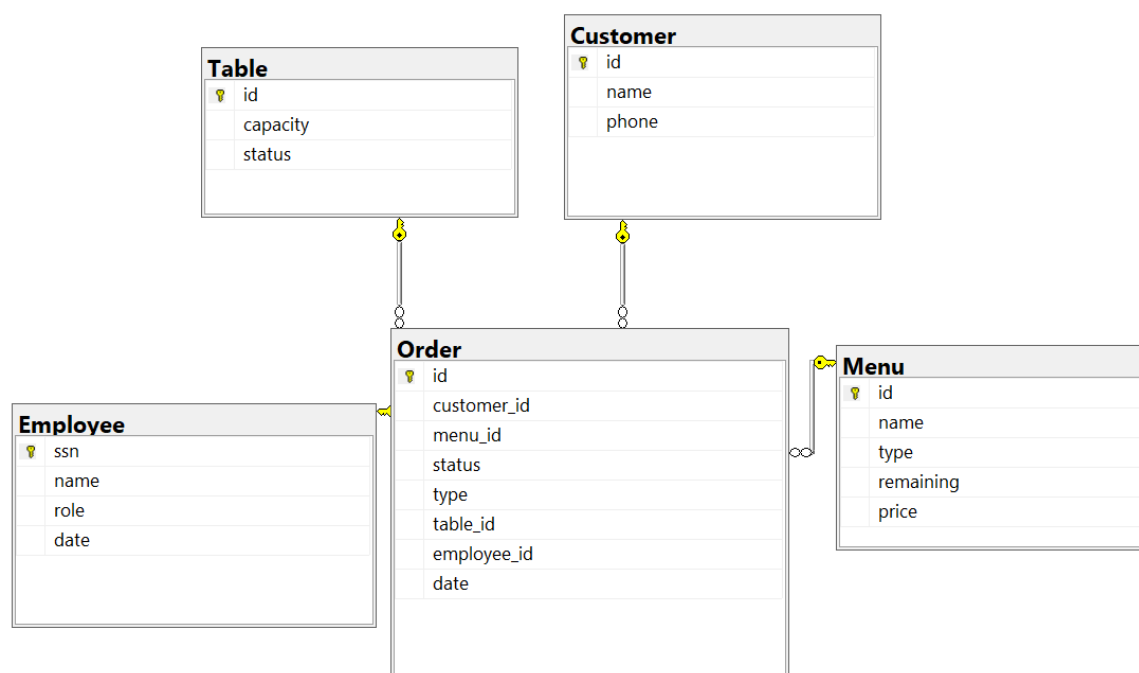 Table
id
capacity
status
Customer
id
name
phone
Order
id
customer_id
menu_id
status
type
table_id
employee_id
date
Employee
ssn
name
role
date
Menu
id
name
type
remaining
price